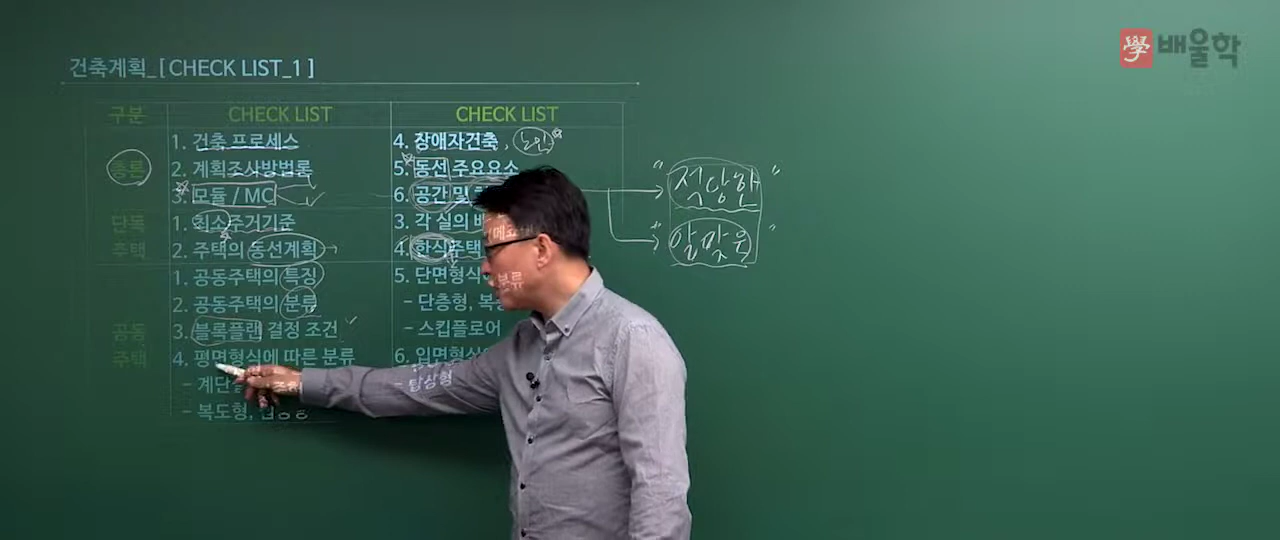 學 배울학
건축계획_[ CHECK LIST_1 ]
구분 CHECK LIST CHECK LIST
총론
1. 건축 프로세스
2. 계획조사방법론
3. 모듈 / MC
4. 장애자건축, 노인
5. 동선 주요요소
6. 공간 및
" 적당한 "
" 알맞은 "
단독
주택
1. 최소주거기준
2. 주택의 동선계획
3. 각 실의
4. 한식주택
공동
주택
1. 공동주택의 특징
2. 공동주택의 분류
3. 블록플랜 결정 조건
4. 평면형식에 따른 분류
- 계단
- 복도형,
5. 단면형식에
- 단층형,
- 스킵플로어
6. 입면형식
- 탑상형